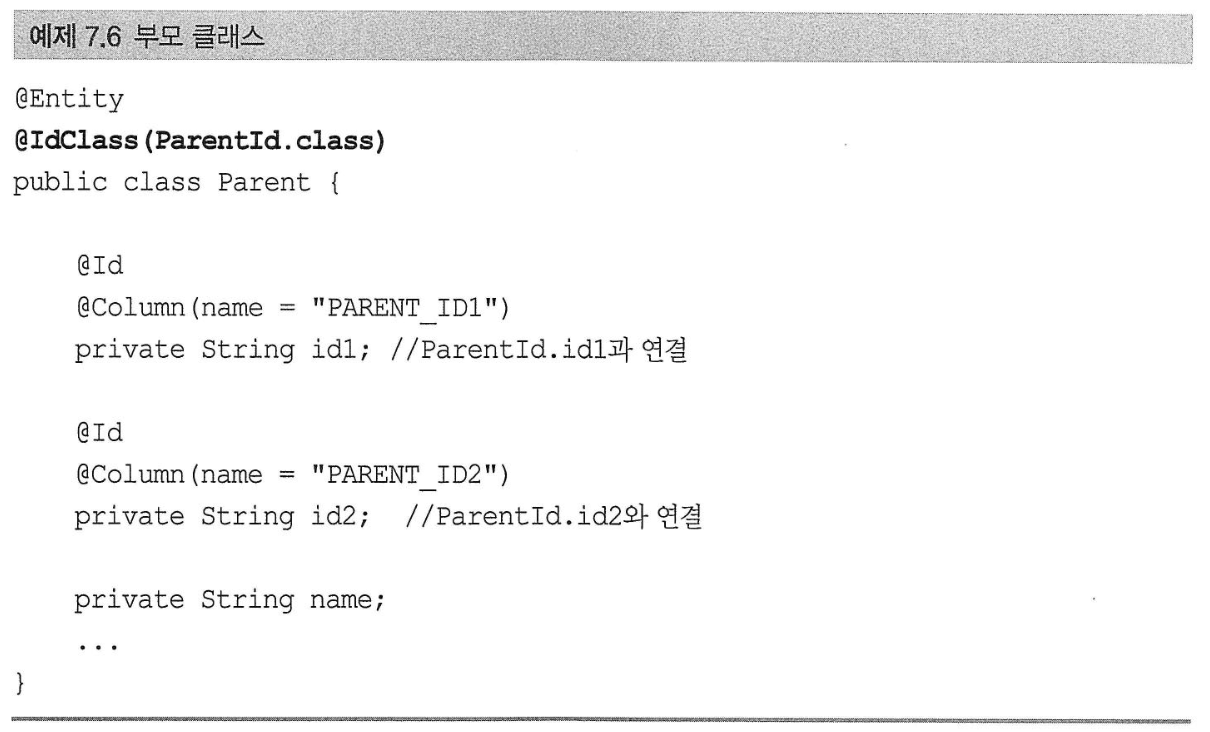 예제 7.6 부모 클래스
@Entity
@IdClass(ParentId.class)
public class Parent {
@Id
@Column(name = "PARENT_ID1")
private String id1; //ParentId.id1과 연결
@Id
@Column(name = "PARENT_ID2")
private String id2; //ParentId.id2와 연결
private String name;
...
}